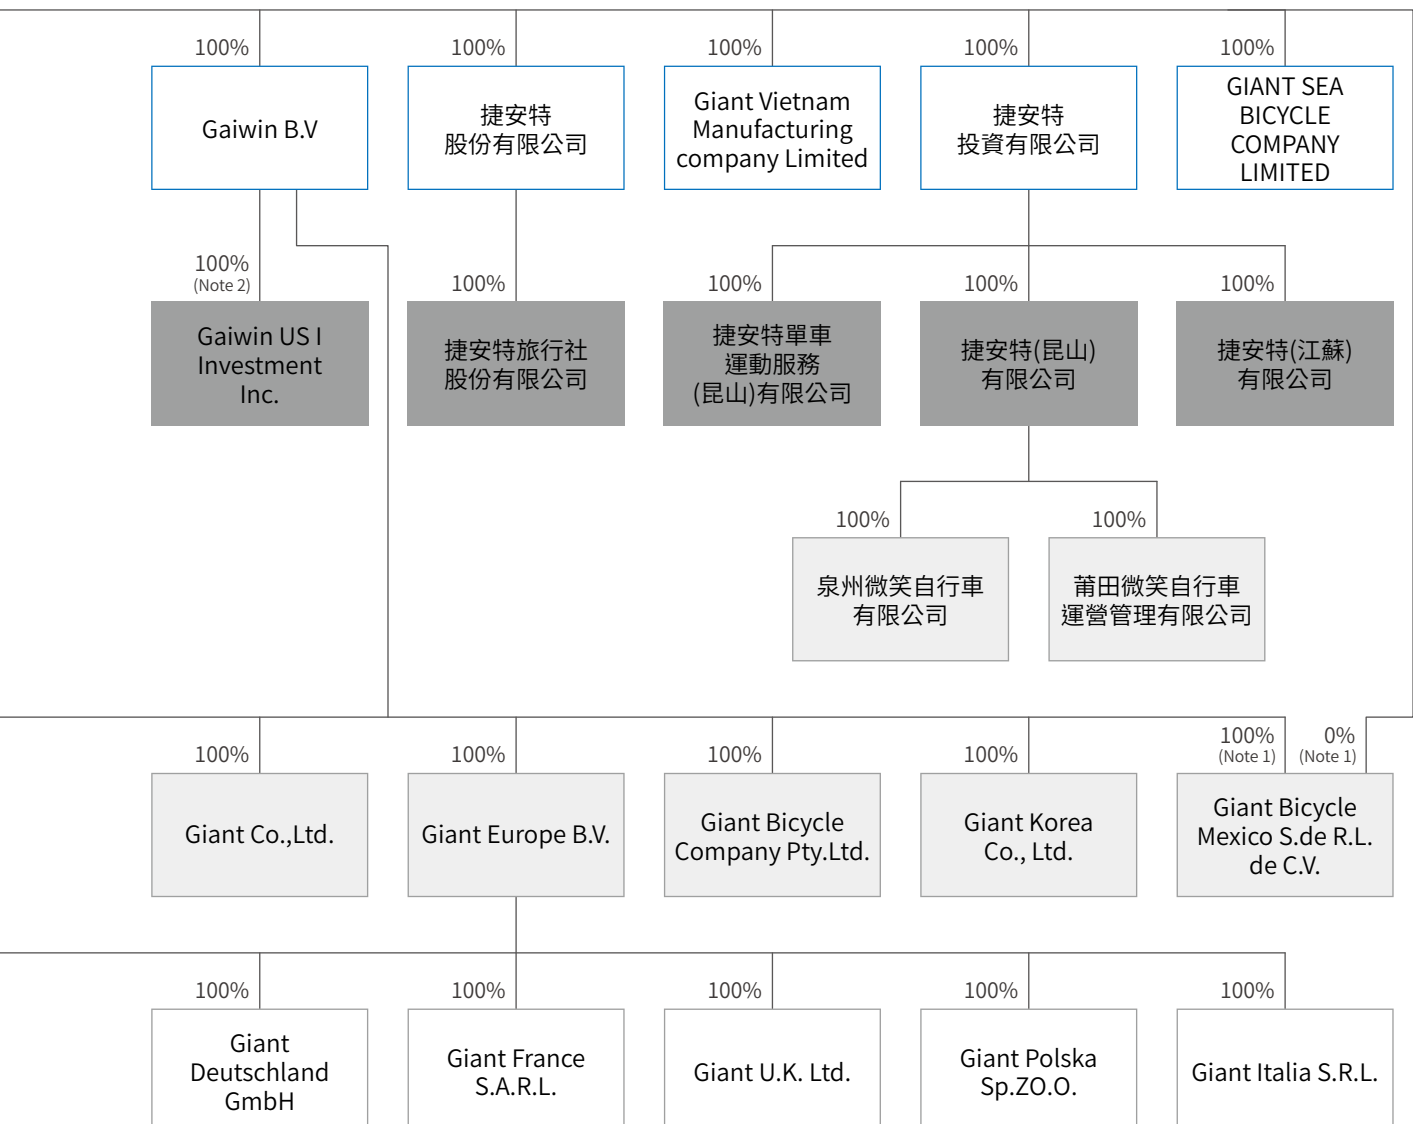 100%
100%
100%
100%
100%
Gaiwin B.V
捷安特
股份有限公司
Giant Vietnam
Manufacturing
company Limited
捷安特
投資有限公司
GIANT SEA
BICYCLE
COMPANY
LIMITED
100%
(Note 2)
100%
100%
100%
100%
Gaiwin US I
Investment
Inc.
捷安特旅行社
股份有限公司
捷安特單車
運動服務
(昆山)有限公司
捷安特(昆山)
有限公司
捷安特(江蘇)
有限公司
100%
100%
泉州微笑自行車
有限公司
莆田微笑自行車
運營管理有限公司
100%
100%
100%
100%
100%
(Note 1)
0%
(Note 1)
Giant Co.,Ltd.
Giant Europe B.V.
Giant Bicycle
Company Pty.Ltd.
Giant Korea
Co., Ltd.
Giant Bicycle
Mexico S.de R.L.
de C.V.
100%
100%
100%
100%
100%
Giant
Deutschland
GmbH
Giant France
S.A.R.L.
Giant U.K. Ltd.
Giant Polska
Sp.ZO.O.
Giant Italia S.R.L.